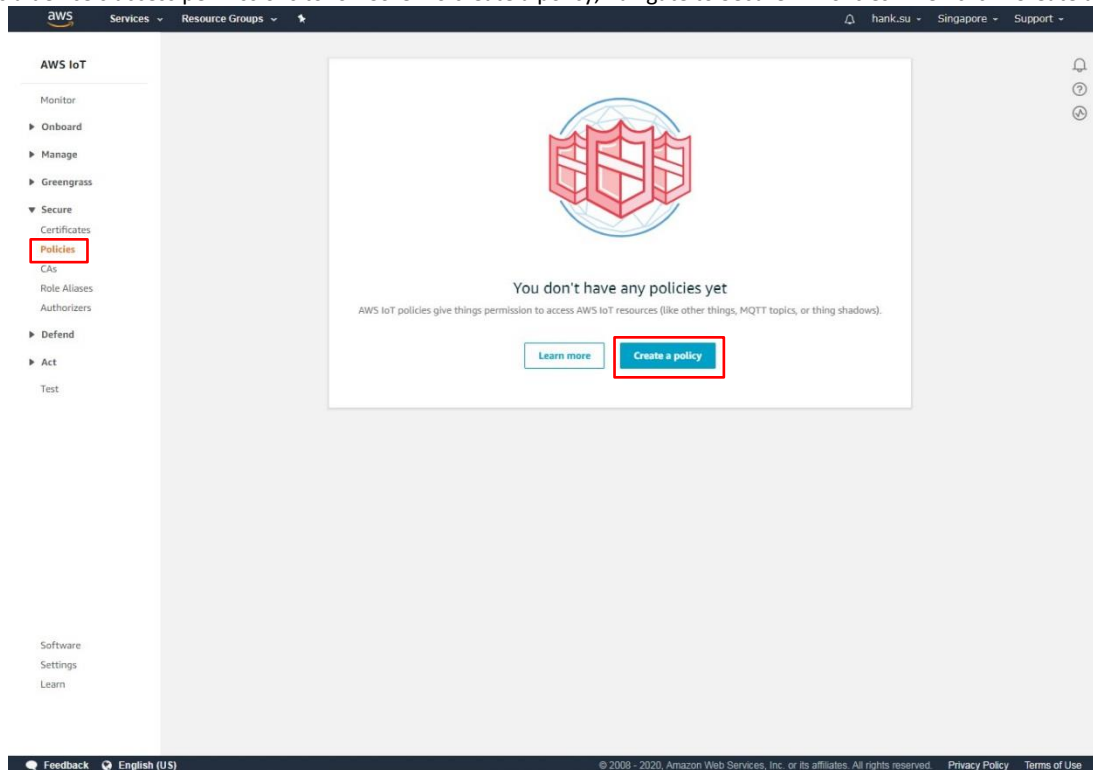 aws Services Resource Groups hank.su Singapore Support
AWS IoT
Monitor
Onboard
Manage
Greengrass
Secure
Certificates
Policies
CAs
Role Aliases
Authorizers
Defend
Act
Test
You don't have any policies yet
AWS IoT policies give things permission to access AWS IoT resources (like other things, MQTT topics, or thing shadows).
Learn more Create a policy
Software
Settings
Learn
Feedback English (US) © 2008 - 2020, Amazon Web Services, Inc. or its affiliates. All rights reserved. Privacy Policy Terms of Use